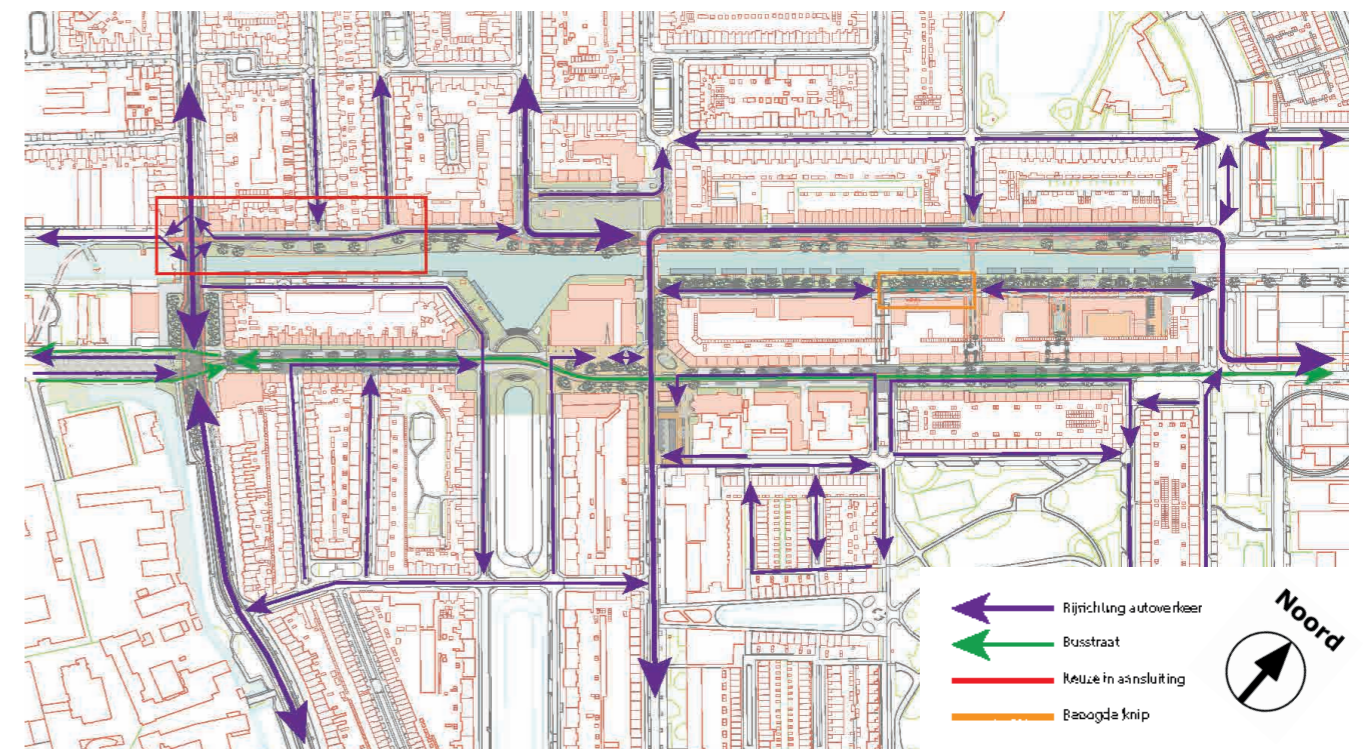 Rijrichting autoverkeer
Busstraat
Keuze in aansluiting
Beoogde knip
Noord